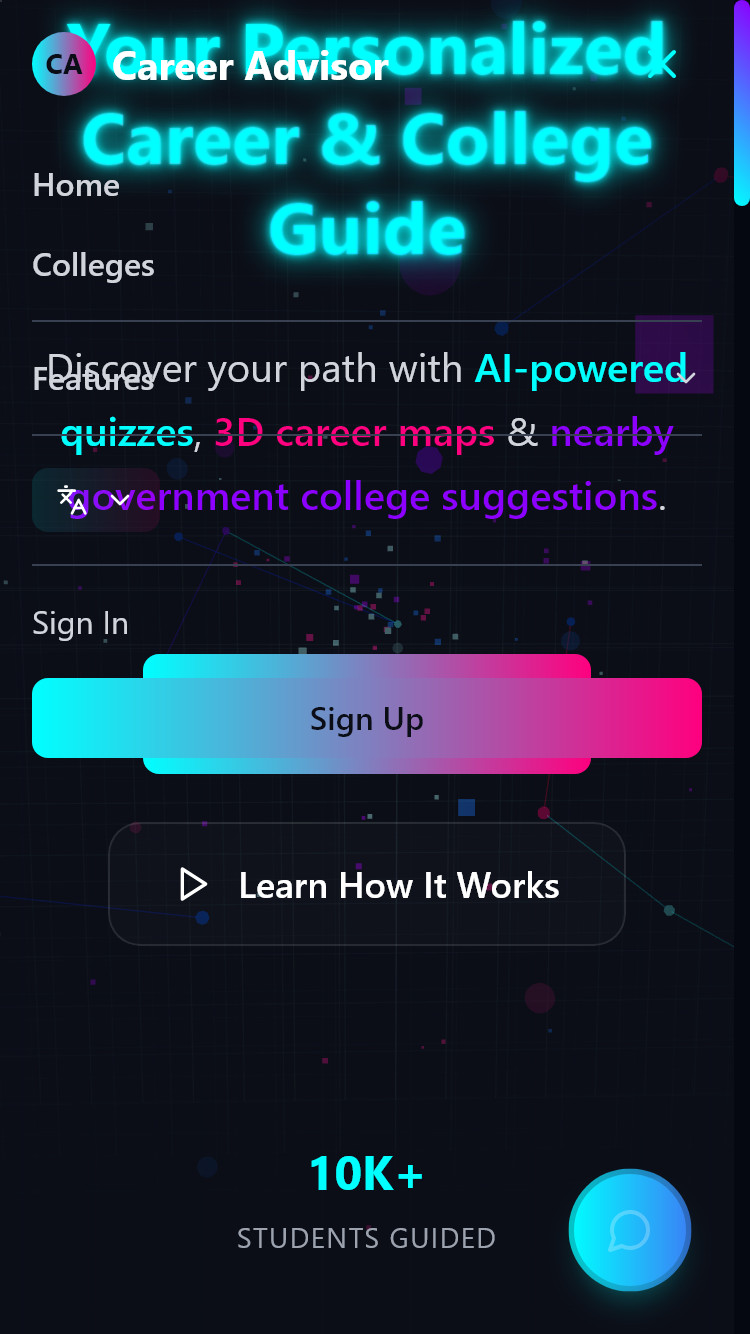 Your Personalized
CA Career Advisor
Career & College
Home
Guide
Colleges
Discover your path with AI-powered
Features
quizzes, 3D career maps & nearby
government college suggestions.
Sign In
Sign Up
Learn How It Works
10K+
STUDENTS GUIDED